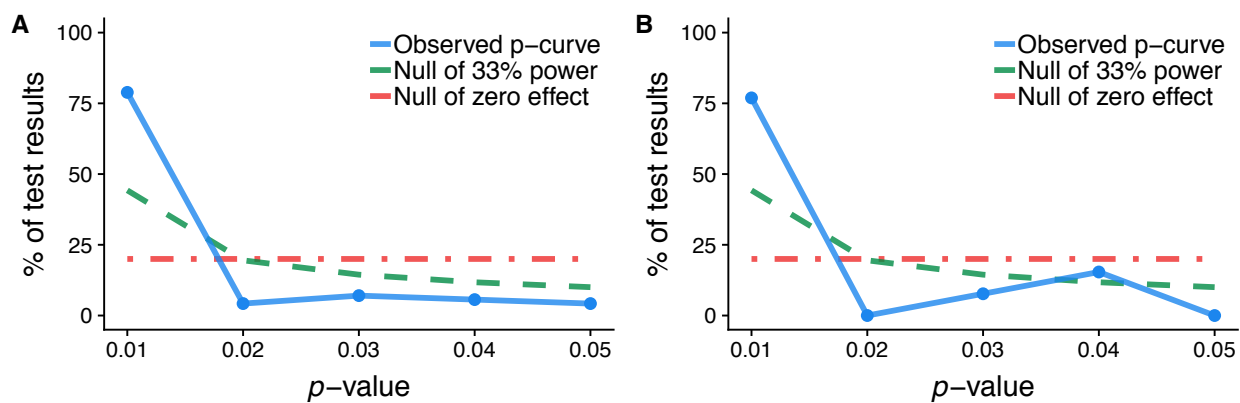 A
% of test results
100
75
50
25
0
Observed p−curve
Null of 33% power
Null of zero effect
0.01 0.02 0.03 0.04 0.05
p−value
B
% of test results
100
75
50
25
0
Observed p−curve
Null of 33% power
Null of zero effect
0.01 0.02 0.03 0.04 0.05
p−value